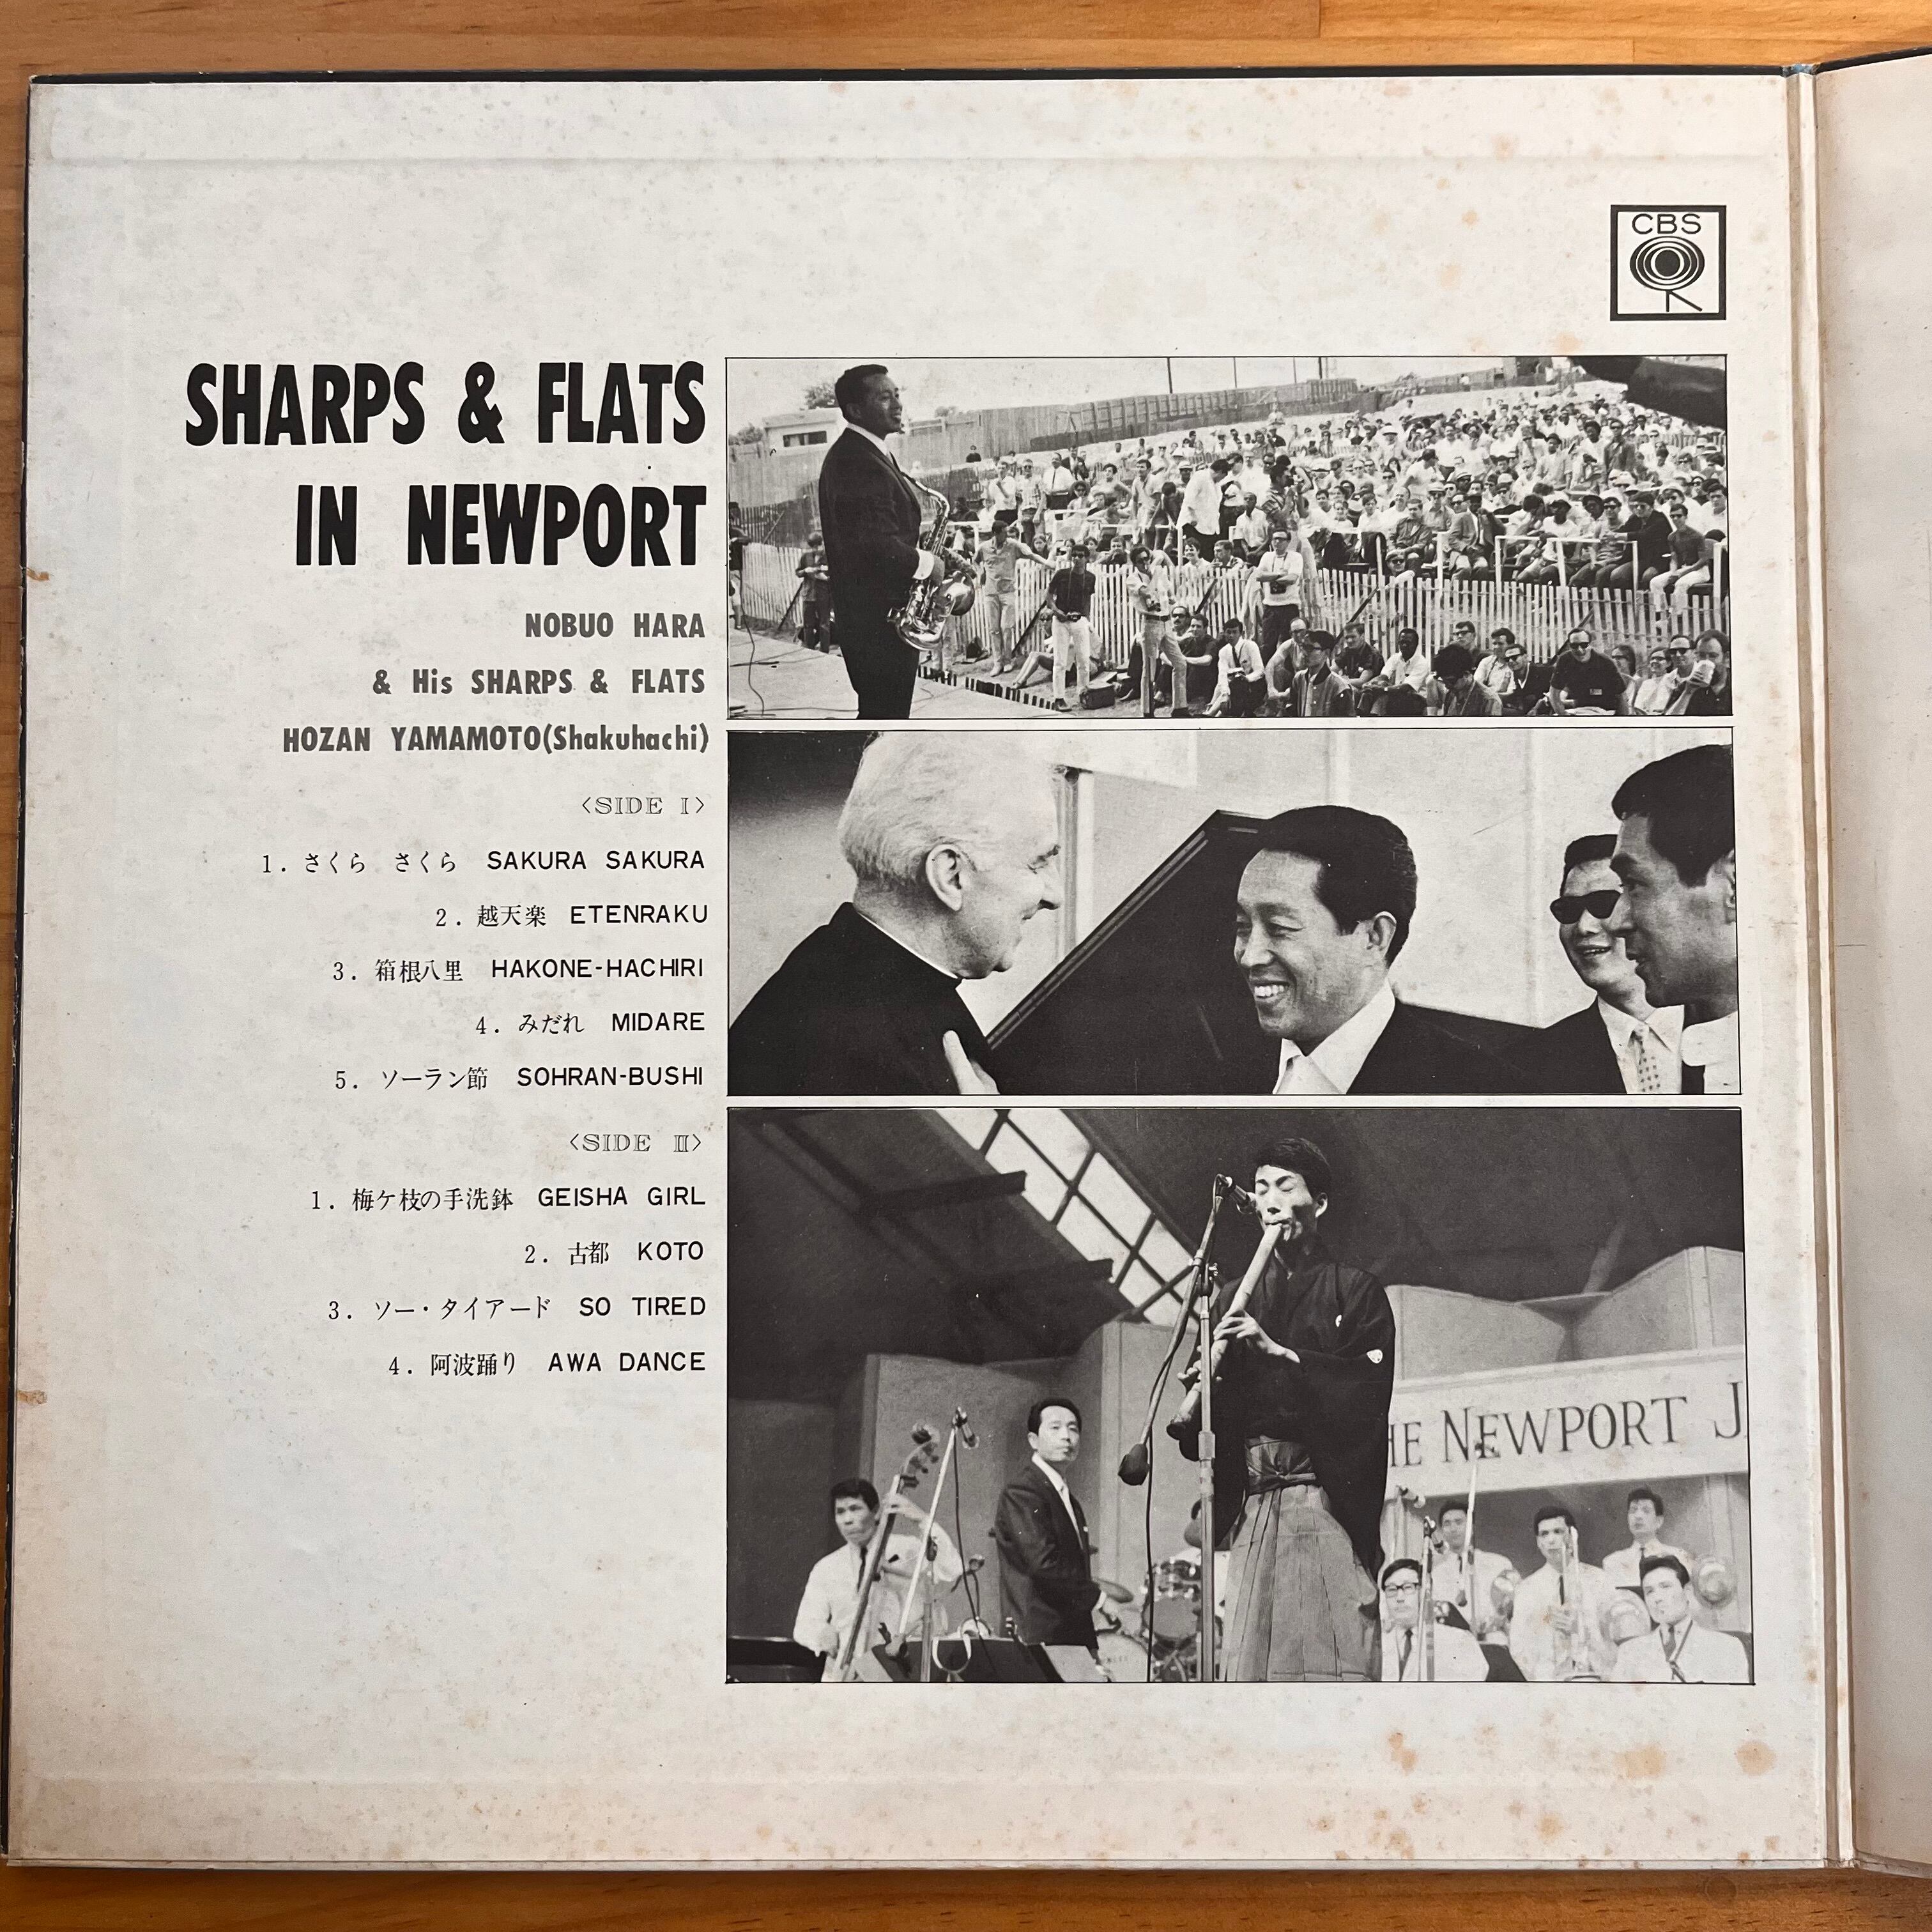 CBS
SHARPS & FLATS
IN NEWPORT
NOBUO HARA
& His SHARPS & FLATS
HOZAN YAMAMOTO(Shakuhachi)
〈SIDE I〉
1. さくら さくら SAKURA SAKURA
2. 越天楽 ETENRAKU
3. 箱根八里 HAKONE-HACHIRI
4. みだれ MIDARE
5. ソーラン節 SOHRAN-BUSHI
〈SIDE II〉
1. 梅ケ枝の手洗鉢 GEISHA GIRL
2. 古都 KOTO
3. ソー・タイアード SO TIRED
4. 阿波踊り AWA DANCE
HE NEWPORT J